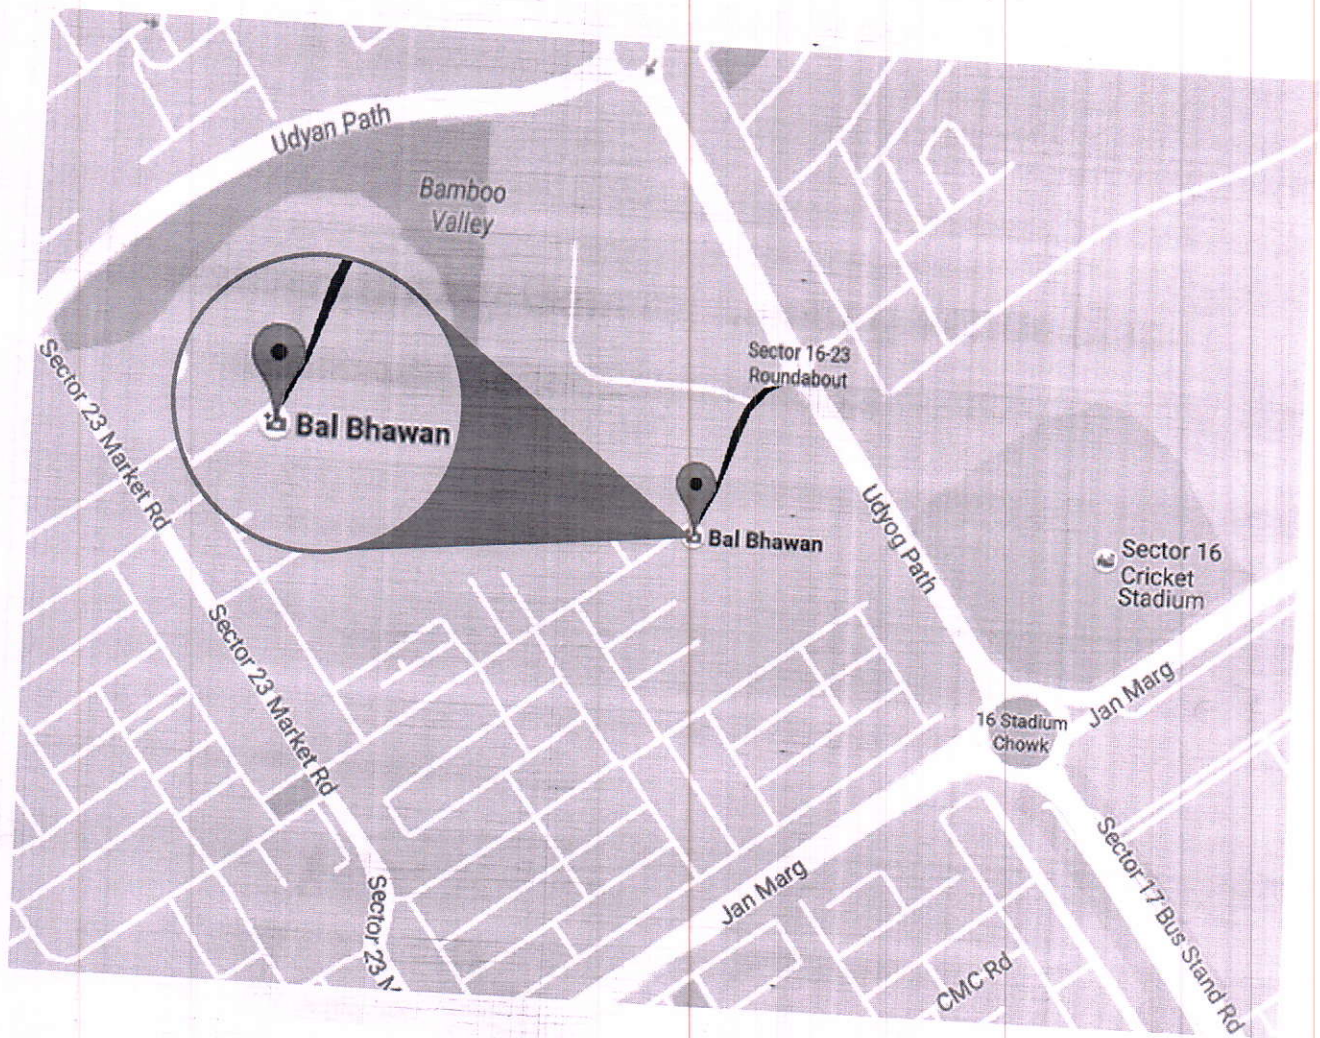 Udyan Path
Bamboo
Valley
Sector 16-23
Roundabout
Sector 23 Market Rd
Bal Bhawan
Bal Bhawan
Udyog Path
Sector 16
Cricket
Stadium
Sector 23 Market Rd
Jan Marg
16 Stadium
Chowk
Jan Marg
Sector 17 Bus Stand Rd
Sector 23 M
CMC Rd